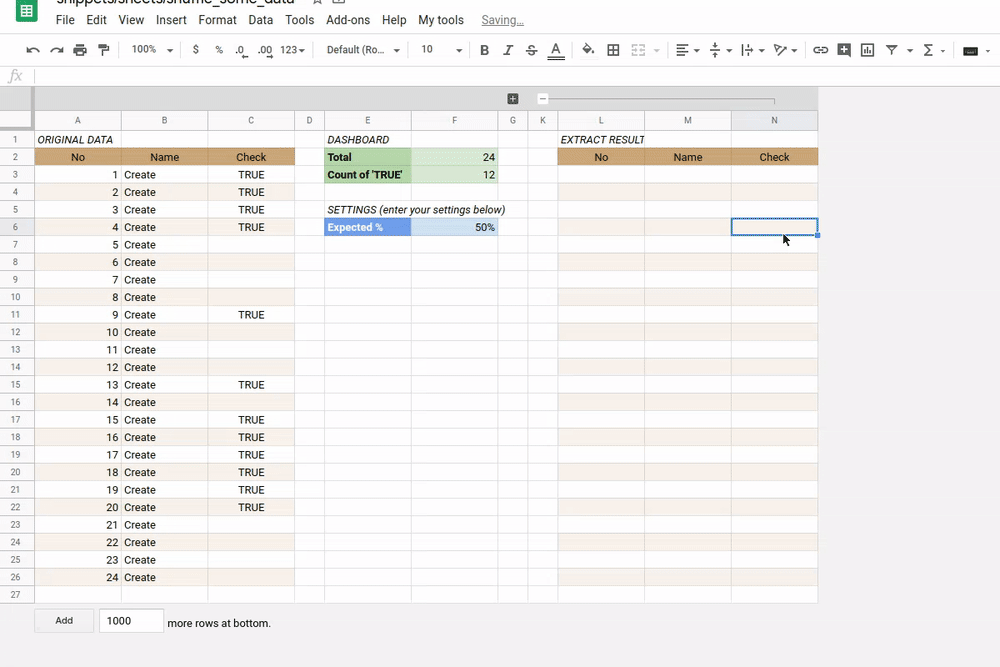 snippets/sheets/shame_some_data
File Edit View Insert Format Data Tools Add-ons Help My tools Saving...
100% $ % .0 .00 123 Default (Ro... 10 B I S A Σ
fx
A B C D E F G K L M N
1 ORIGINAL DATA DASHBOARD EXTRACT RESULT
2 No Name Check Total 24 No Name Check
3 1 Create TRUE Count of 'TRUE' 12
4 2 Create TRUE
5 3 Create TRUE SETTINGS (enter your settings below)
6 4 Create TRUE Expected % 50%
7 5 Create
8 6 Create
9 7 Create
10 8 Create
11 9 Create TRUE
12 10 Create
13 11 Create
14 12 Create
15 13 Create TRUE
16 14 Create
17 15 Create TRUE
18 16 Create TRUE
19 17 Create TRUE
20 18 Create TRUE
21 19 Create TRUE
22 20 Create TRUE
23 21 Create
24 22 Create
25 23 Create
26 24 Create
27
Add 1000 more rows at bottom.